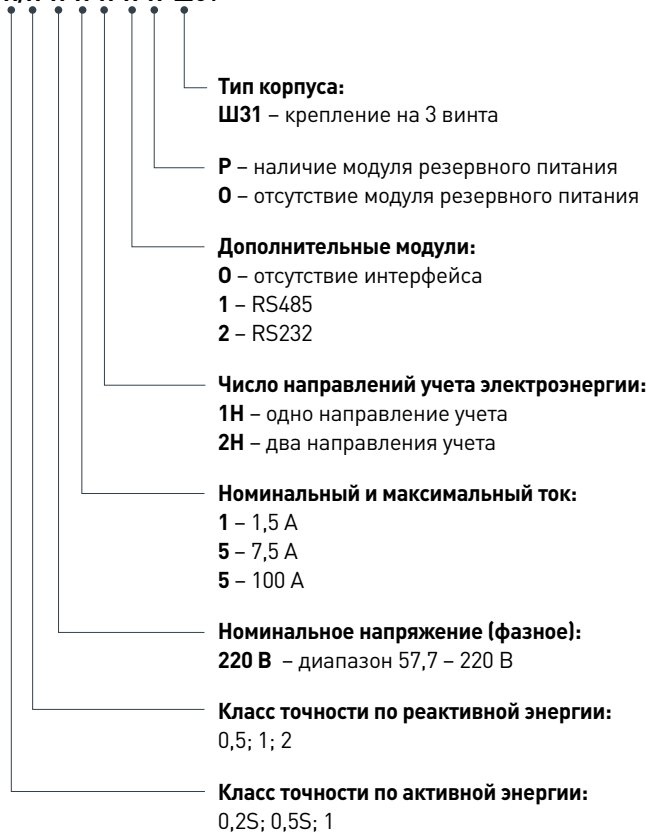 Тип корпуса:
Ш31 – крепление на 3 винта
Р – наличие модуля резервного питания
О – отсутствие модуля резервного питания
Дополнительные модули:
О – отсутствие интерфейса
1 – RS485
2 – RS232
Число направлений учета электроэнергии:
1Н – одно направление учета
2Н – два направления учета
Номинальный и максимальный ток:
1 – 1,5 А
5 – 7,5 А
5 – 100 А
Номинальное напряжение (фазное):
220 В – диапазон 57,7 – 220 В
Класс точности по реактивной энергии:
0,5; 1; 2
Класс точности по активной энергии:
0,2S; 0,5S; 1